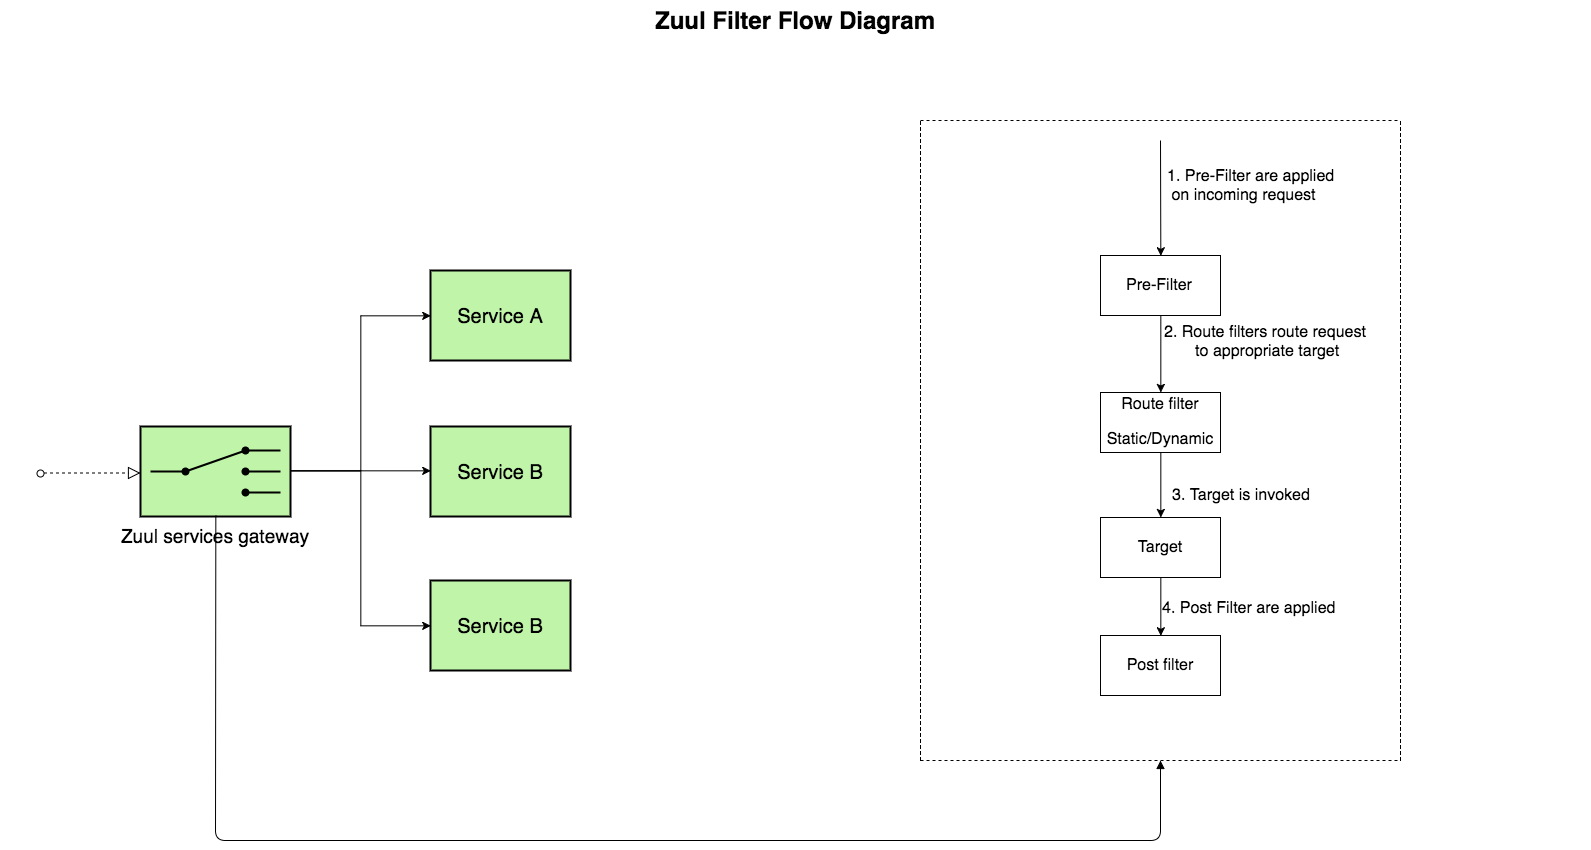 Zuul Filter Flow Diagram
Service A
Service B
Service B
Zuul services gateway
1. Pre-Filter are applied
on incoming request
Pre-Filter
2. Route filters route request
to appropriate target
Route filter
Static/Dynamic
3. Target is invoked
Target
4. Post Filter are applied
Post filter